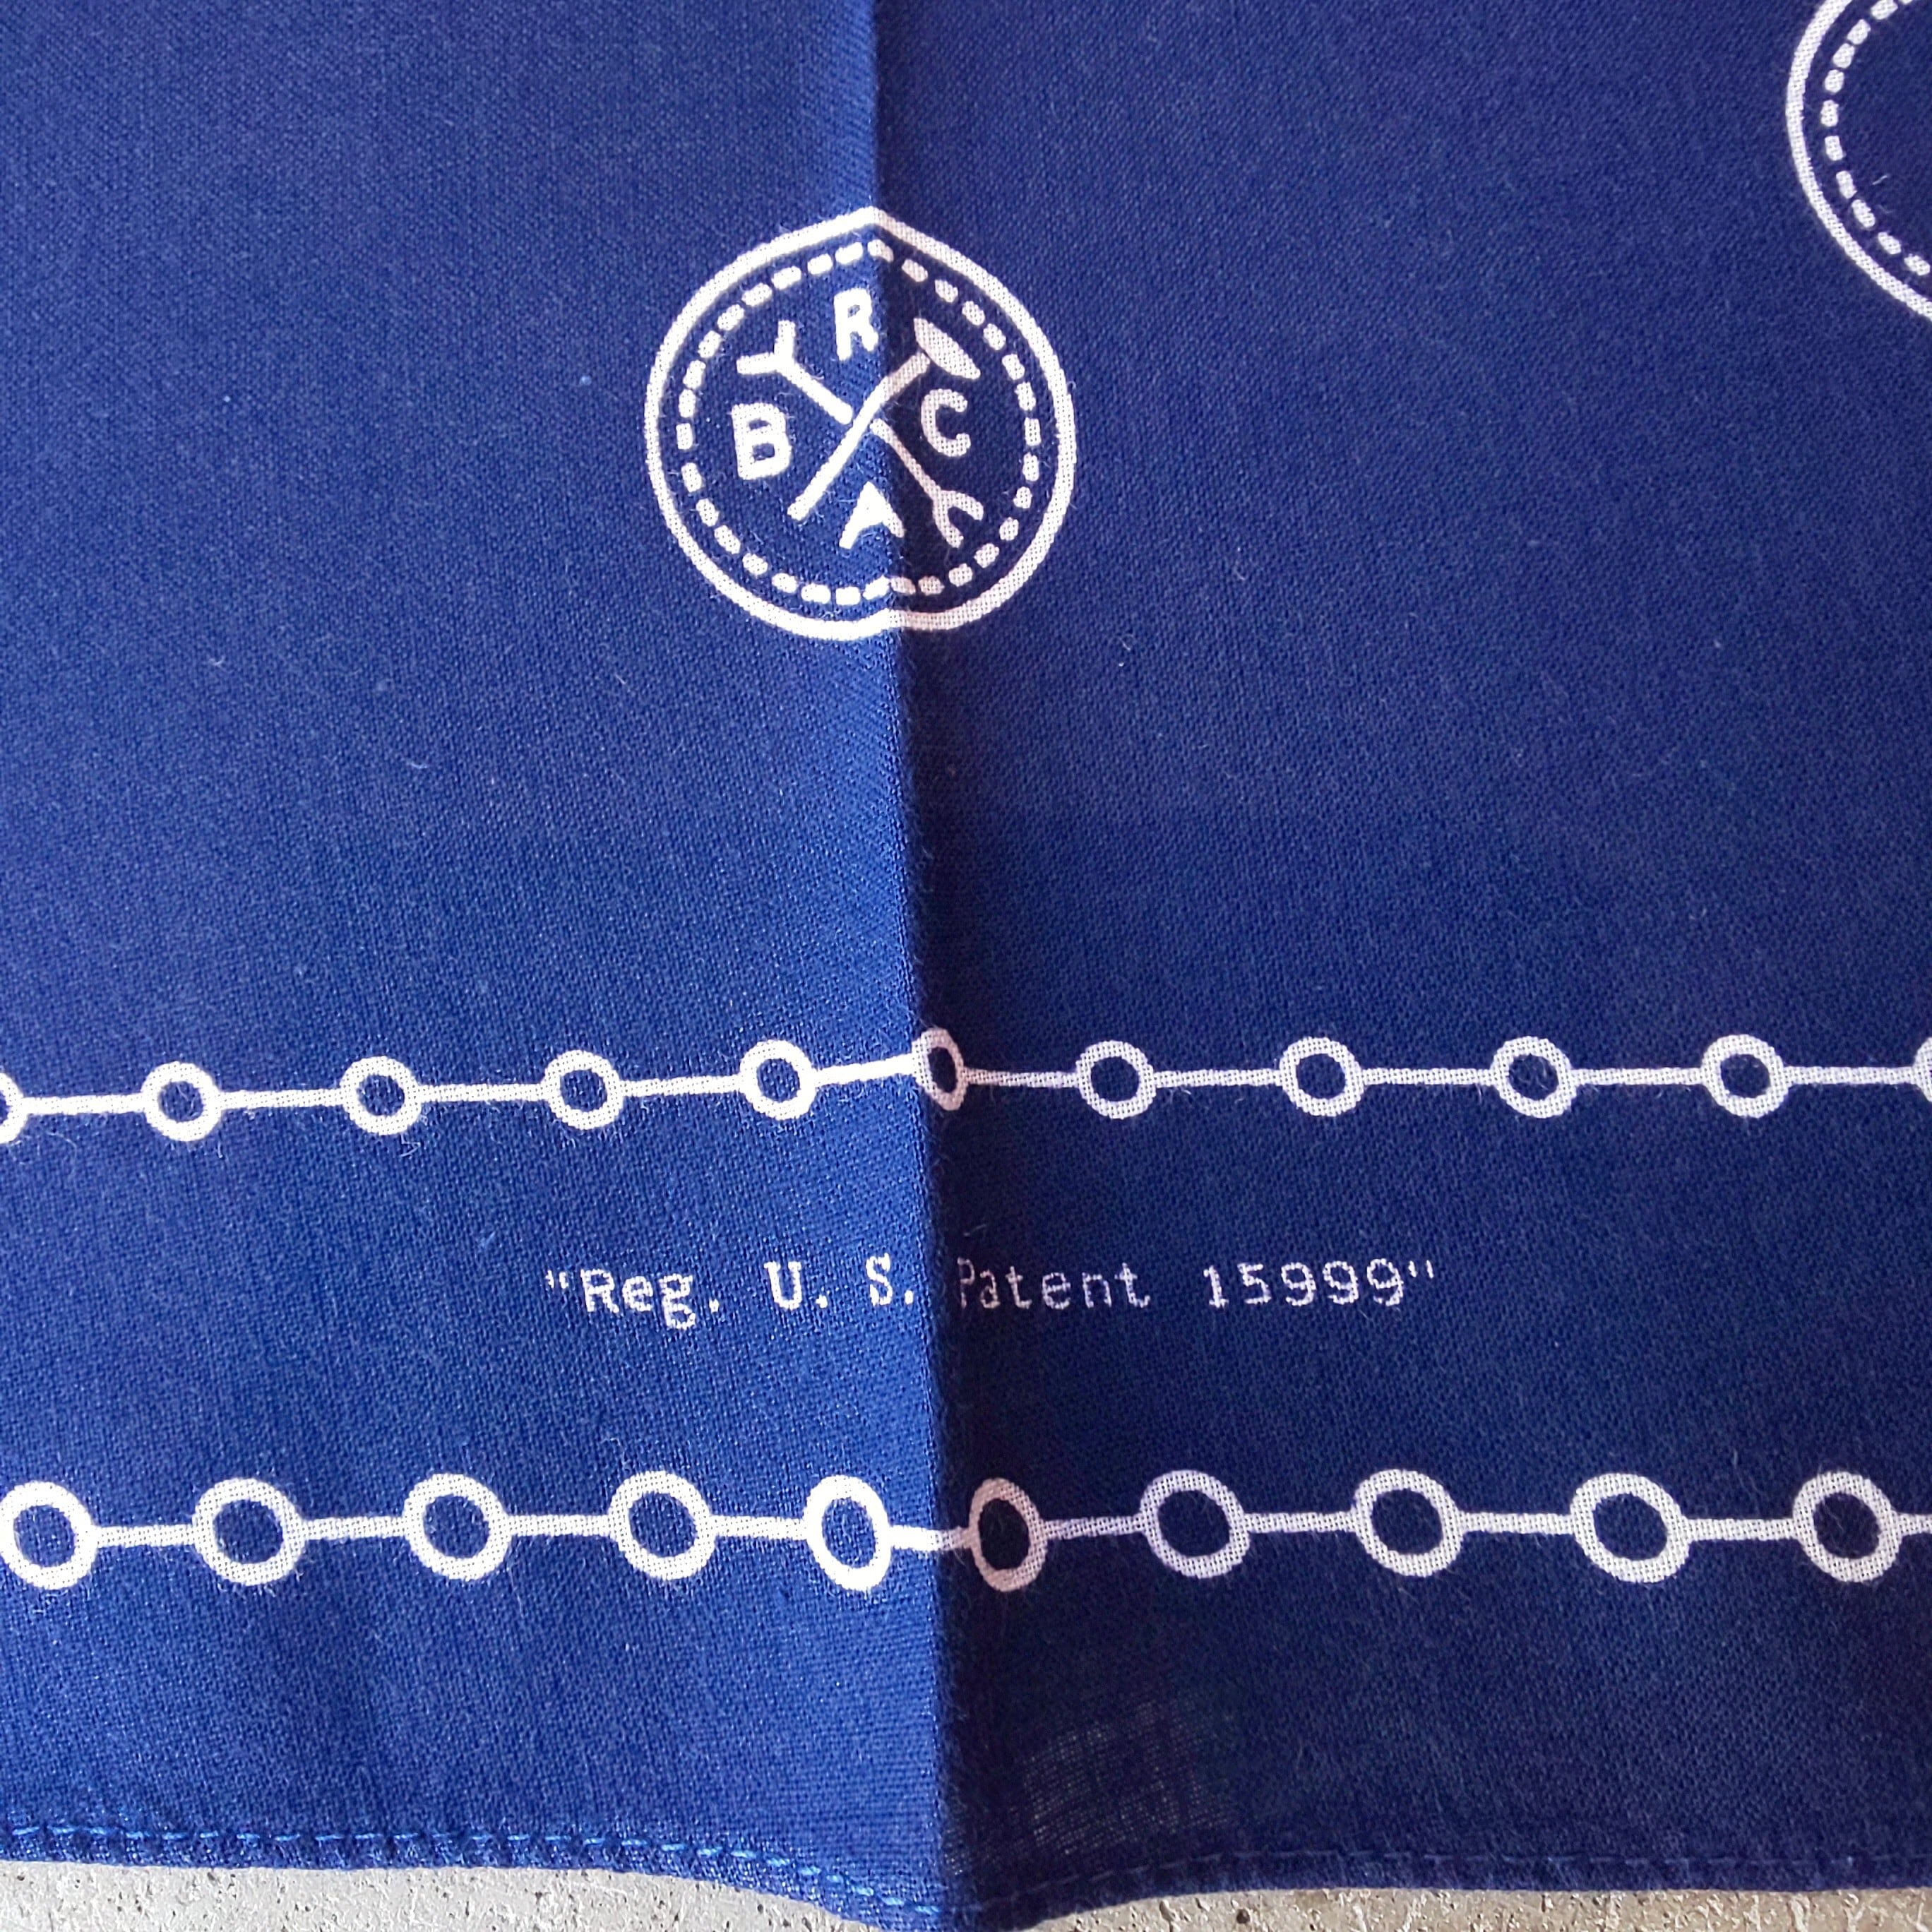 R
B C
A
"Reg. U. S. Patent 15999"